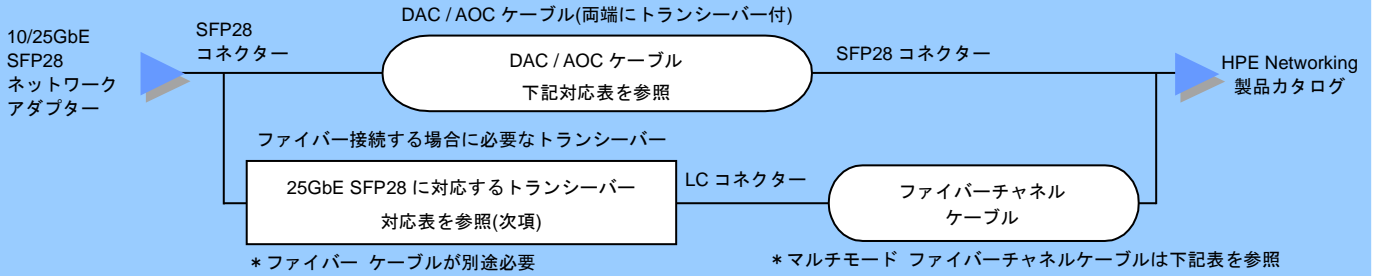 10/25GbE
SFP28
ネットワーク
アダプター
SFP28
コネクター
DAC / AOC ケーブル(両端にトランシーバー付)
DAC / AOC ケーブル
下記対応表を参照
SFP28 コネクター
HPE Networking
製品カタログ
ファイバー接続する場合に必要なトランシーバー
25GbE SFP28 に対応するトランシーバー
対応表を参照(次項)
LC コネクター
ファイバーチャネル
ケーブル
*ファイバー ケーブルが別途必要
*マルチモード ファイバーチャネルケーブルは下記表を参照